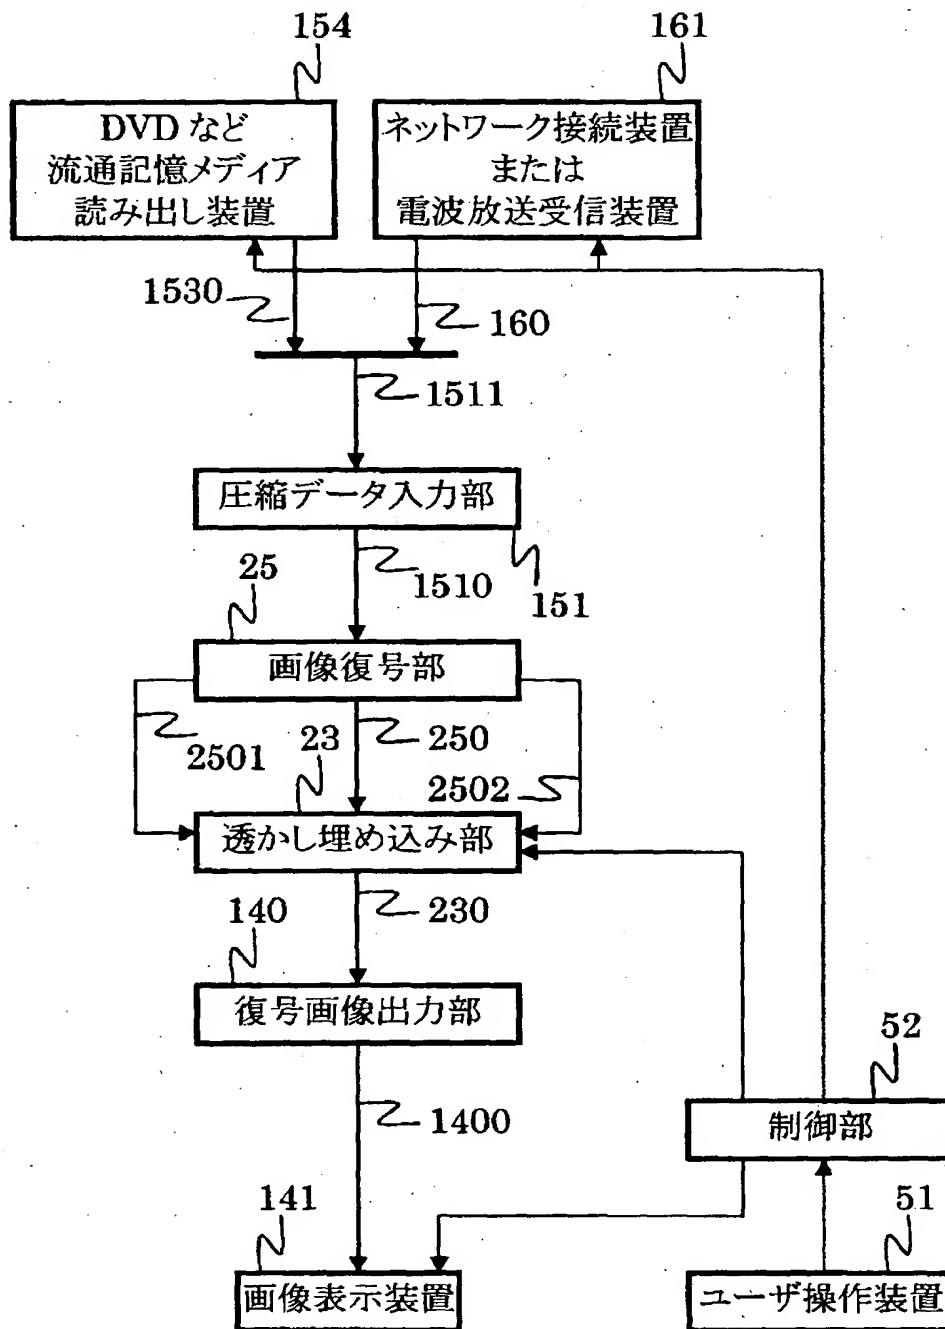 154
161
DVD など
流通記憶メディア
読み出し装置
ネットワーク接続装置
または
電波放送受信装置
1530
160
1511
圧縮データ入力部
1510
151
25
画像復号部
2501
23
250
2502
透かし埋め込み部
140
230
復号画像出力部
52
1400
制御部
141
51
画像表示装置
ユーザ操作装置